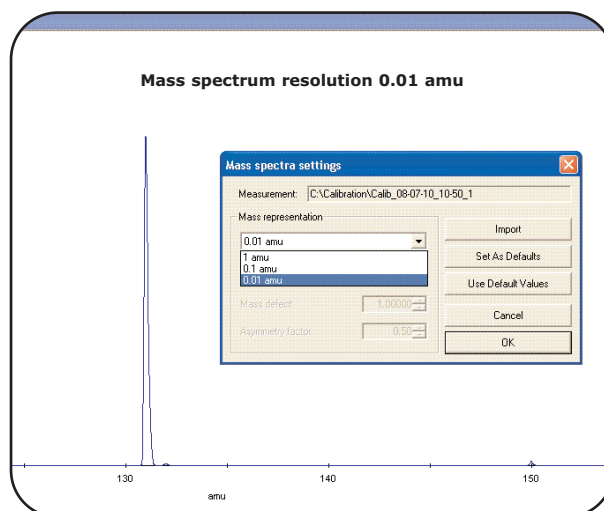 Mass spectrum resolution 0.01 amu
Mass spectra settings
Measurement: C:\Calibration\Calib_08-07-10_10-50_1
Mass representation
0.01 amu
1 amu
0.1 amu
0.01 amu
Mass defect: 1.00000
Asymmetry factor: 0.50
Import
Set As Defaults
Use Default Values
Cancel
OK
130 140 150
amu